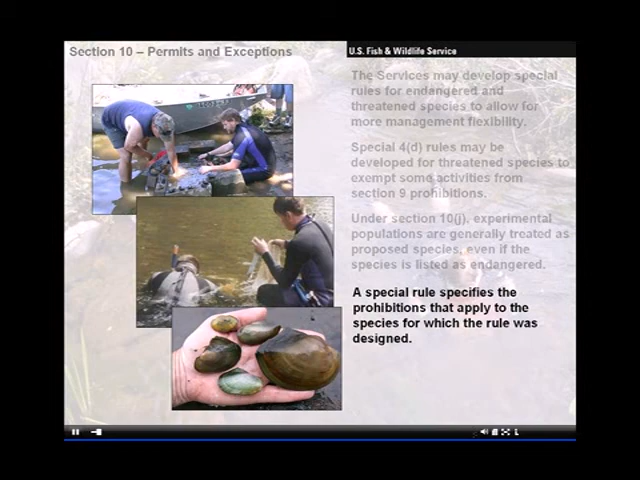 Section 10 – Permits and Exceptions
U.S. Fish & Wildlife Service
The Services may develop special
rules for endangered and
threatened species to allow for
more management flexibility.
Special 4(d) rules may be
developed for threatened species to
exempt some activities from
section 9 prohibitions.
Under section 10(j), experimental
populations are generally treated as
proposed species, even if the
species is listed as endangered.
A special rule specifies the
prohibitions that apply to the
species for which the rule was
designed.